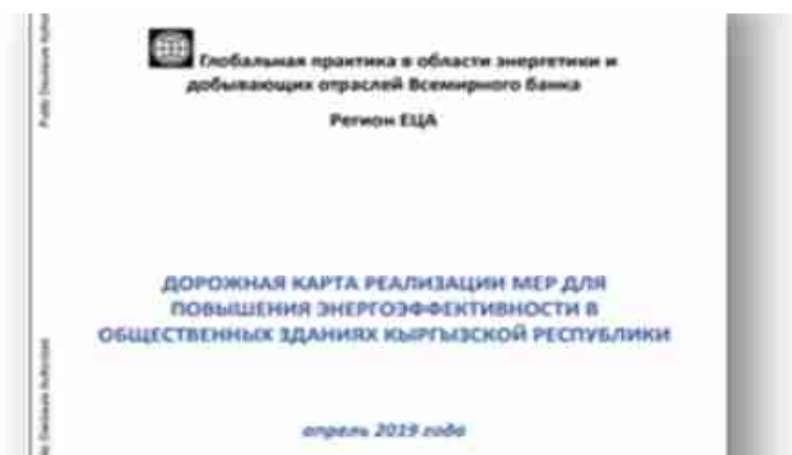 Глобальная практика в области энергетики и
добывающих отраслей Всемирного банка
Регион ЕЦА
ДОРОЖНАЯ КАРТА РЕАЛИЗАЦИИ МЕР ДЛЯ
ПОВЫШЕНИЯ ЭНЕРГОЭФФЕКТИВНОСТИ В
ОБЩЕСТВЕННЫХ ЗДАНИЯХ КЫРГЫЗСКОЙ РЕСПУБЛИКИ
апрель 2019 года